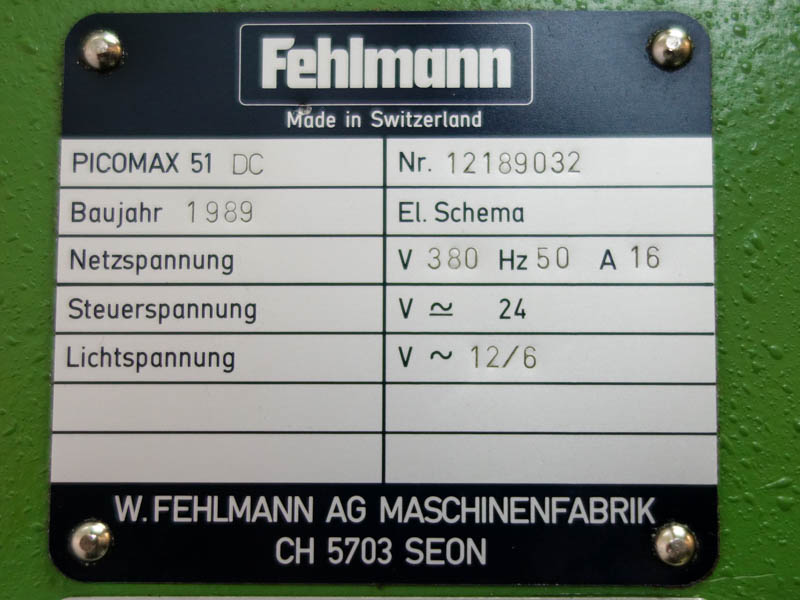 Fehlmann
Made in Switzerland
PICOMAX 51 DC Nr. 12189032
Baujahr 1989 El. Schema
Netzspannung V 380 Hz 50 A 16
Steuerspannung V ≃ 24
Lichtspannung V ~ 12/6
W. FEHLMANN AG MASCHINENFABRIK
CH 5703 SEON